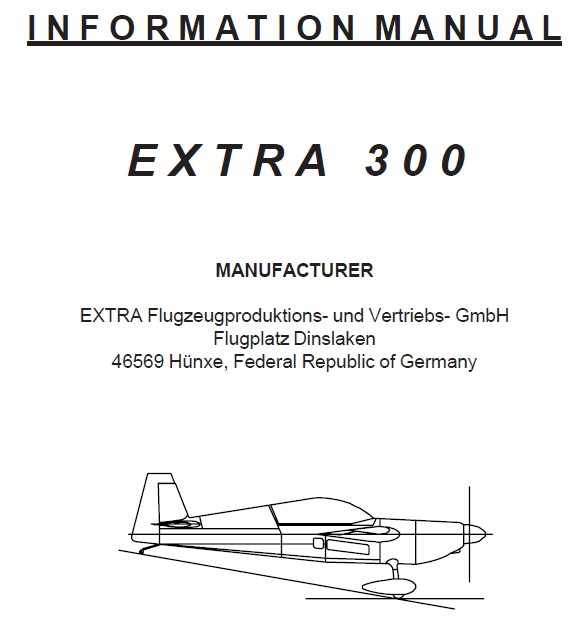 INFORMATION MANUAL
EXTRA 300
MANUFACTURER
EXTRA Flugzeugproduktions- und Vertriebs- GmbH
Flugplatz Dinslaken
46569 Hünxe, Federal Republic of Germany